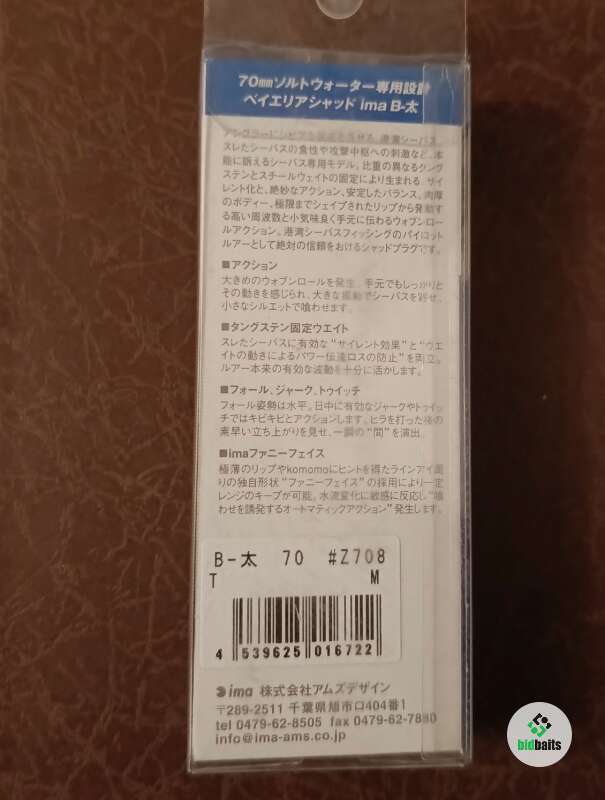 70mmソルトウォーター専用設計
ベイエリアシャッド ima B-太
港湾シーバス。
スレたシーバスの食性や攻撃中枢への刺激など、本
能に訴えるシーバス専用モデル。比重の異なるタング
ステンとスチールウェイトの固定により生まれる、サイ
レント化と、絶妙なアクション、安定したバランス。肉厚
のボディー、極限までシェイプされたリップから発動す
る高い周波数と小気味良く手元に伝わるウォブンロー
ルアクション。港湾シーバスフィッシングのパイロット
ルアーとして絶対の信頼をおけるシャッドプラグです。
■アクション
大きめのウォブンロールを発生。手元でもしっかりと
その動きを感じられ、大きな振動でシーバスを寄せ、
小さなシルエットで喰わせます。
■タングステン固定ウエイト
スレたシーバスに有効な“サイレント効果”と“ウエ
イトの動きによるパワー伝達ロスの防止”を両立。
ルアー本来の有効な波動を十分に活かします。
■フォール、ジャーク、トゥイッチ
フォール姿勢は水平。日中に有効なジャークやトゥイッ
チではキビキビとアクションします。ヒラを打った後の
素早い立ち上がりを見せ、一瞬の“間”を演出。
■imaファニーフェイス
極薄のリップやkomomoにヒントを得たラインアイ周
りの独自形状“ファニーフェイス”の採用により一定
レンジのキープが可能。水流変化に敏感に反応し“喰
わせを誘発するオートマティックアクション”発生します。
B-太 70 #Z708
T M
4 539625 016722
ima 株式会社アムズデザイン
〒289-2511 千葉県旭市イ口404番1
tel 0479-62-8505 fax 0479-62-7880
info@ima-ams.co.jp
bidbaits